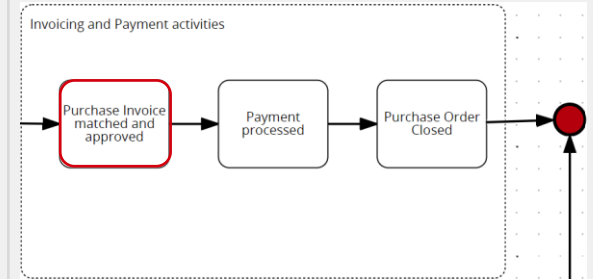 Invoicing and Payment activities
Purchase Invoice
matched and
approved
Payment
processed
Purchase Order
Closed